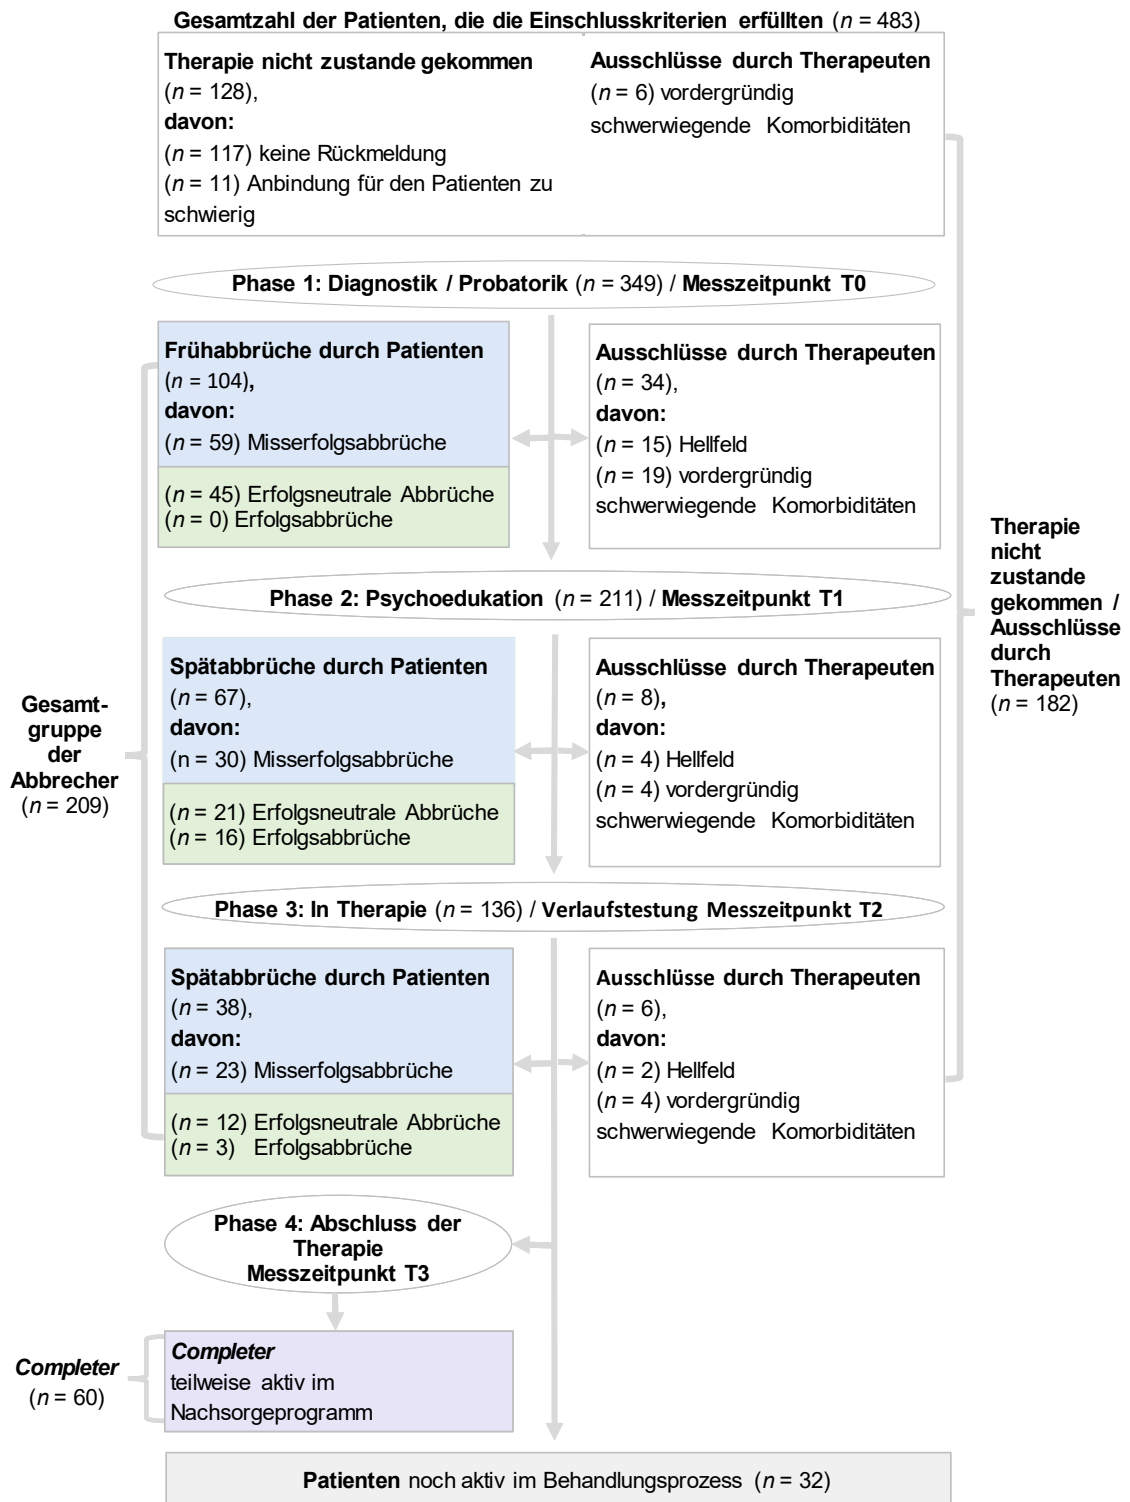 Gesamtzahl der Patienten, die die Einschlusskriterien erfüllten (n = 483)
Therapie nicht zustande gekommen
(n = 128),
davon:
(n = 117) keine Rückmeldung
(n = 11) Anbindung für den Patienten zu
schwierig
Ausschlüsse durch Therapeuten
(n = 6) vordergründig
schwerwiegende Komorbiditäten
Phase 1: Diagnostik / Probatorik (n = 349) / Messzeitpunkt T0
Frühabbrüche durch Patienten
(n = 104),
davon:
(n = 59) Misserfolgsabbrüche
(n = 45) Erfolgsneutrale Abbrüche
(n = 0) Erfolgsabbrüche
Ausschlüsse durch Therapeuten
(n = 34),
davon:
(n = 15) Hellfeld
(n = 19) vordergründig
schwerwiegende Komorbiditäten
Phase 2: Psychoedukation (n = 211) / Messzeitpunkt T1
Spätabbrüche durch Patienten
(n = 67),
davon:
(n = 30) Misserfolgsabbrüche
(n = 21) Erfolgsneutrale Abbrüche
(n = 16) Erfolgsabbrüche
Ausschlüsse durch Therapeuten
(n = 8),
davon:
(n = 4) Hellfeld
(n = 4) vordergründig
schwerwiegende Komorbiditäten
Phase 3: In Therapie (n = 136) / Verlaufstestung Messzeitpunkt T2
Spätabbrüche durch Patienten
(n = 38),
davon:
(n = 23) Misserfolgsabbrüche
(n = 12) Erfolgsneutrale Abbrüche
(n = 3) Erfolgsabbrüche
Ausschlüsse durch Therapeuten
(n = 6),
davon:
(n = 2) Hellfeld
(n = 4) vordergründig
schwerwiegende Komorbiditäten
Gesamt-
gruppe
der
Abbrecher
(n = 209)
Therapie
nicht
zustande
gekommen /
Ausschlüsse
durch
Therapeuten
(n = 182)
Phase 4: Abschluss der
Therapie
Messzeitpunkt T3
Completer
(n = 60)
Completer
teilweise aktiv im
Nachsorgeprogramm
Patienten noch aktiv im Behandlungsprozess (n = 32)